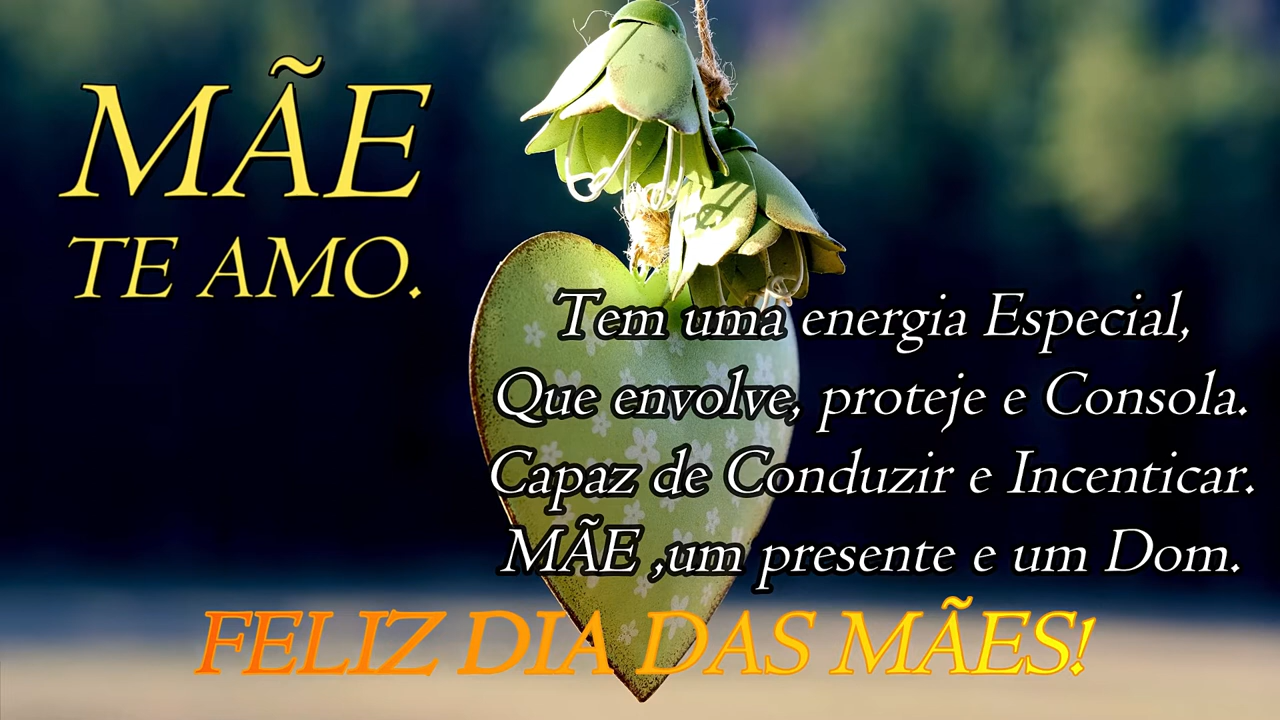 MÃE
TE AMO.
Tem uma energia Especial,
Que envolve, proteje e Consola.
Capaz de Conduzir e Incenticar.
MÃE ,um presente e um Dom.
FELIZ DIA DAS MÃES!